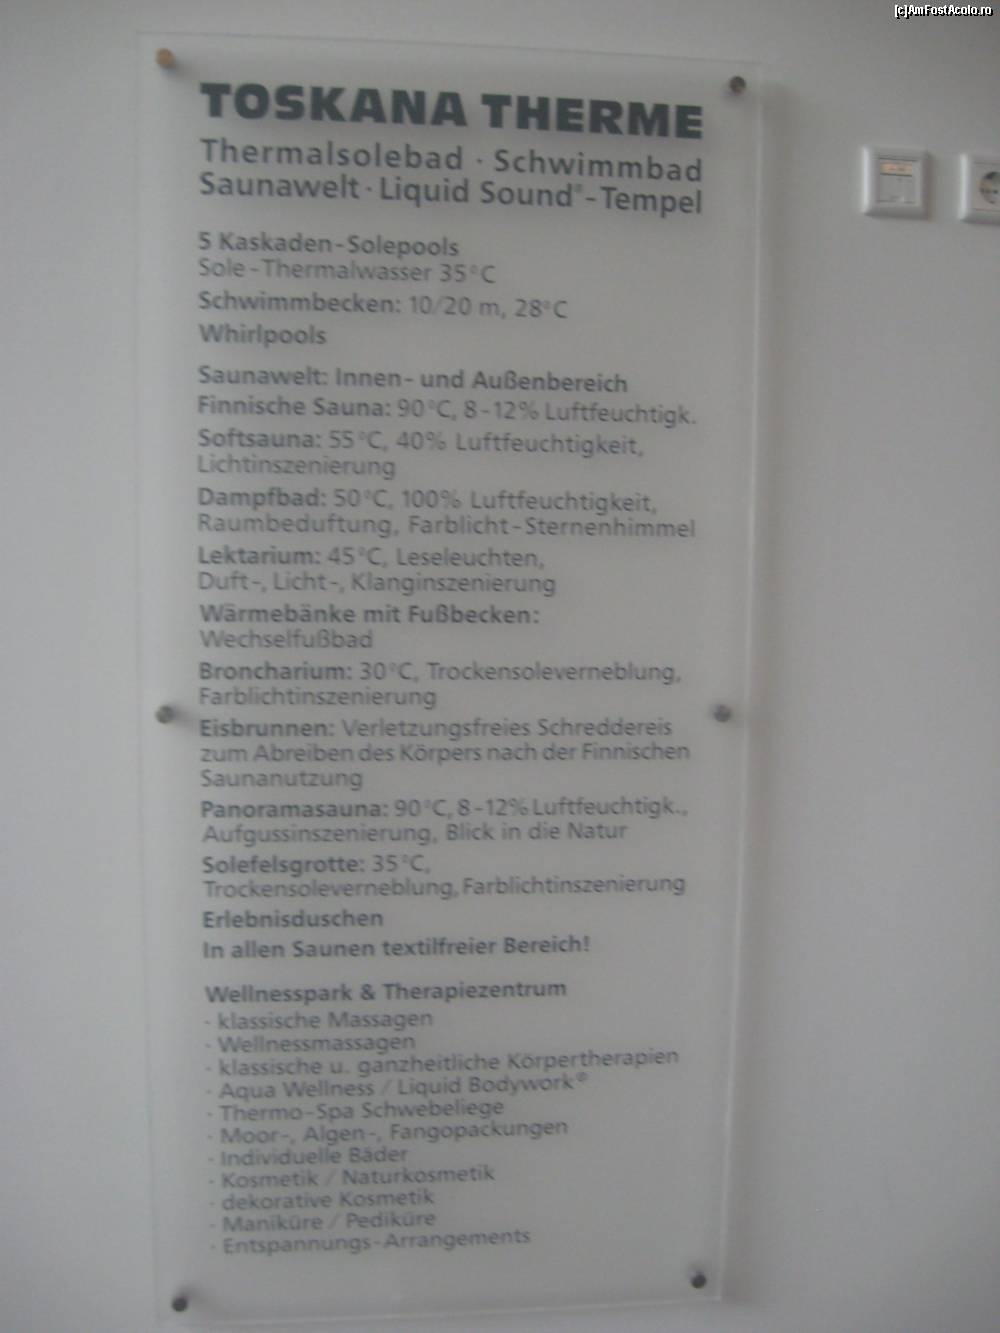 [c]AmFostAcolo.ro
TOSKANA THERME
Thermalsolebad · Schwimmbad
Saunawelt · Liquid Sound®-Tempel
5 Kaskaden-Solepools
Sole-Thermalwasser 35°C
Schwimmbecken: 10/20 m, 28°C
Whirlpools
Saunawelt: Innen- und Außenbereich
Finnische Sauna: 90°C, 8-12% Luftfeuchtigk.
Softsauna: 55°C, 40% Luftfeuchtigkeit,
Lichtinszenierung
Dampfbad: 50°C, 100% Luftfeuchtigkeit,
Raumbeduftung, Farblicht-Sternenhimmel
Lektarium: 45°C, Leseleuchten,
Duft-, Licht-, Klanginszenierung
Wärmebänke mit Fußbecken:
Wechselfußbad
Broncharium: 30°C, Trockensoleverneblung,
Farblichtinszenierung
Eisbrunnen: Verletzungsfreies Schreddereis
zum Abreiben des Körpers nach der Finnischen
Saunanutzung
Panoramasauna: 90°C, 8-12% Luftfeuchtigk.,
Aufgussinszenierung, Blick in die Natur
Solefelsgrotte: 35°C,
Trockensoleverneblung, Farblichtinszenierung
Erlebnisduschen
In allen Saunen textilfreier Bereich!
Wellnesspark & Therapiezentrum
· klassische Massagen
· Wellnessmassagen
· klassische u. ganzheitliche Körpertherapien
· Aqua Wellness / Liquid Bodywork®
· Thermo-Spa Schwebeliege
· Moor-, Algen-, Fangopackungen
· Individuelle Bäder
· Kosmetik / Naturkosmetik
· dekorative Kosmetik
· Maniküre / Pediküre
· Entspannungs-Arrangements